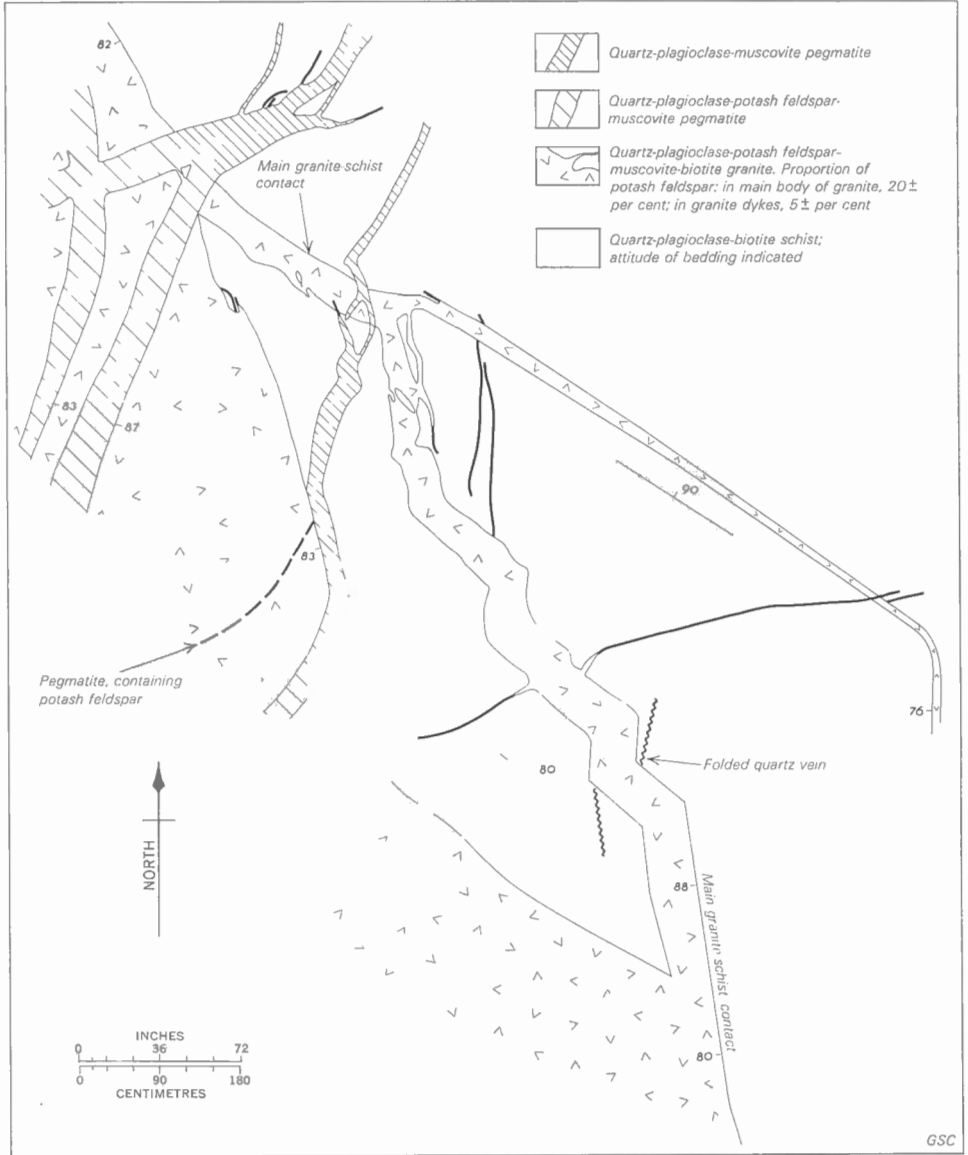 Quartz-plagioclase-muscovite pegmatite
Quartz-plagioclase-potash feldspar-
muscovite pegmatite
Quartz-plagioclase-potash feldspar-
muscovite-biotite granite. Proportion of
potash feldspar: in main body of granite, 20±
per cent; in granite dykes, 5± per cent
Quartz-plagioclase-biotite schist;
attitude of bedding indicated
82
Main granite-schist
contact
83
87
90
83
Pegmatite, containing
potash feldspar
76
80
Folded quartz vein
NORTH
88
Main granite schist contact
80
INCHES
0 36 72
0 90 180
CENTIMETRES
GSC